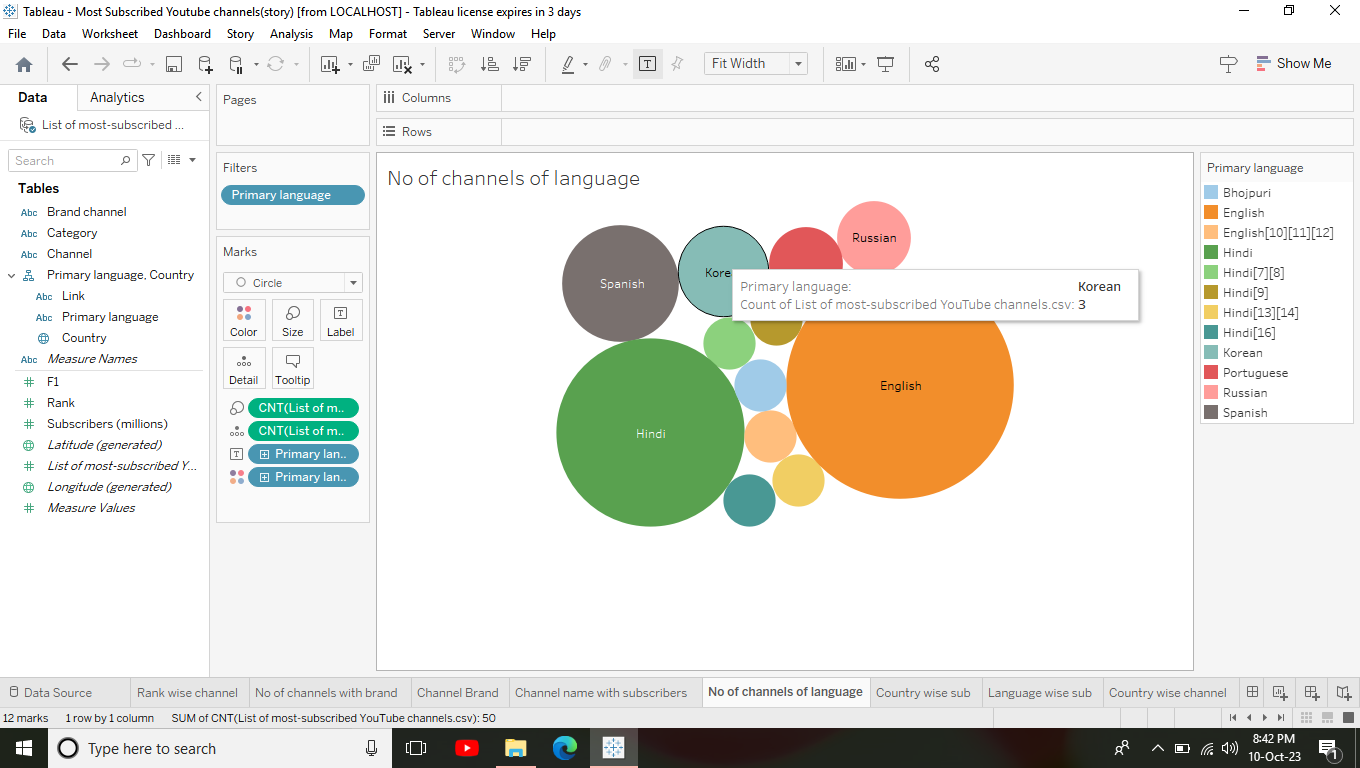 Tableau - Most Subscribed Youtube channels(story) [from LOCALHOST] - Tableau license expires in 3 days
File Data Worksheet Dashboard Story Analysis Map Format Server Window Help
Fit Width
Show Me
Data Analytics
List of most-subscribed ...
Search
Tables
Abc Brand channel
Abc Category
Abc Channel
Primary language, Country
Abc Link
Abc Primary language
Country
Abc Measure Names
F1
Rank
Subscribers (millions)
Latitude (generated)
List of most-subscribed Y...
Longitude (generated)
Measure Values
Pages
Filters
Primary language
Marks
Circle
Color Size Label
Detail Tooltip
CNT(List of m..
CNT(List of m..
Primary lan..
Primary lan..
Columns
Rows
No of channels of language
Russian
Spanish
Kore
Primary language: Korean
Count of List of most-subscribed YouTube channels.csv: 3
English
Hindi
Primary language
Bhojpuri
English
English[10][11][12]
Hindi
Hindi[7][8]
Hindi[9]
Hindi[13][14]
Hindi[16]
Korean
Portuguese
Russian
Spanish
Data Source Rank wise channel No of channels with brand Channel Brand Channel name with subscribers No of channels of language Country wise sub Language wise sub Country wise channel
12 marks 1 row by 1 column SUM of CNT(List of most-subscribed YouTube channels.csv): 50
Type here to search
8:42 PM
10-Oct-23
1